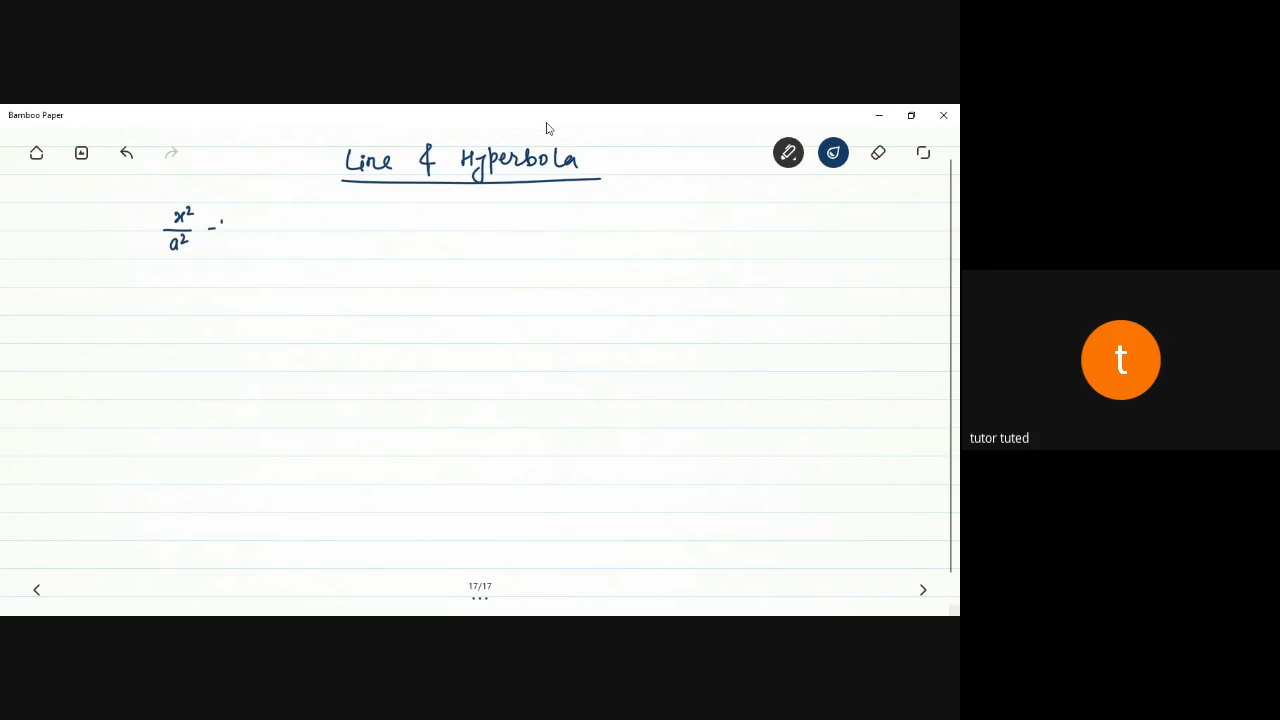 Bamboo Paper
Line & Hyperbola
x²/a² -
17/17
t
tutor tuted